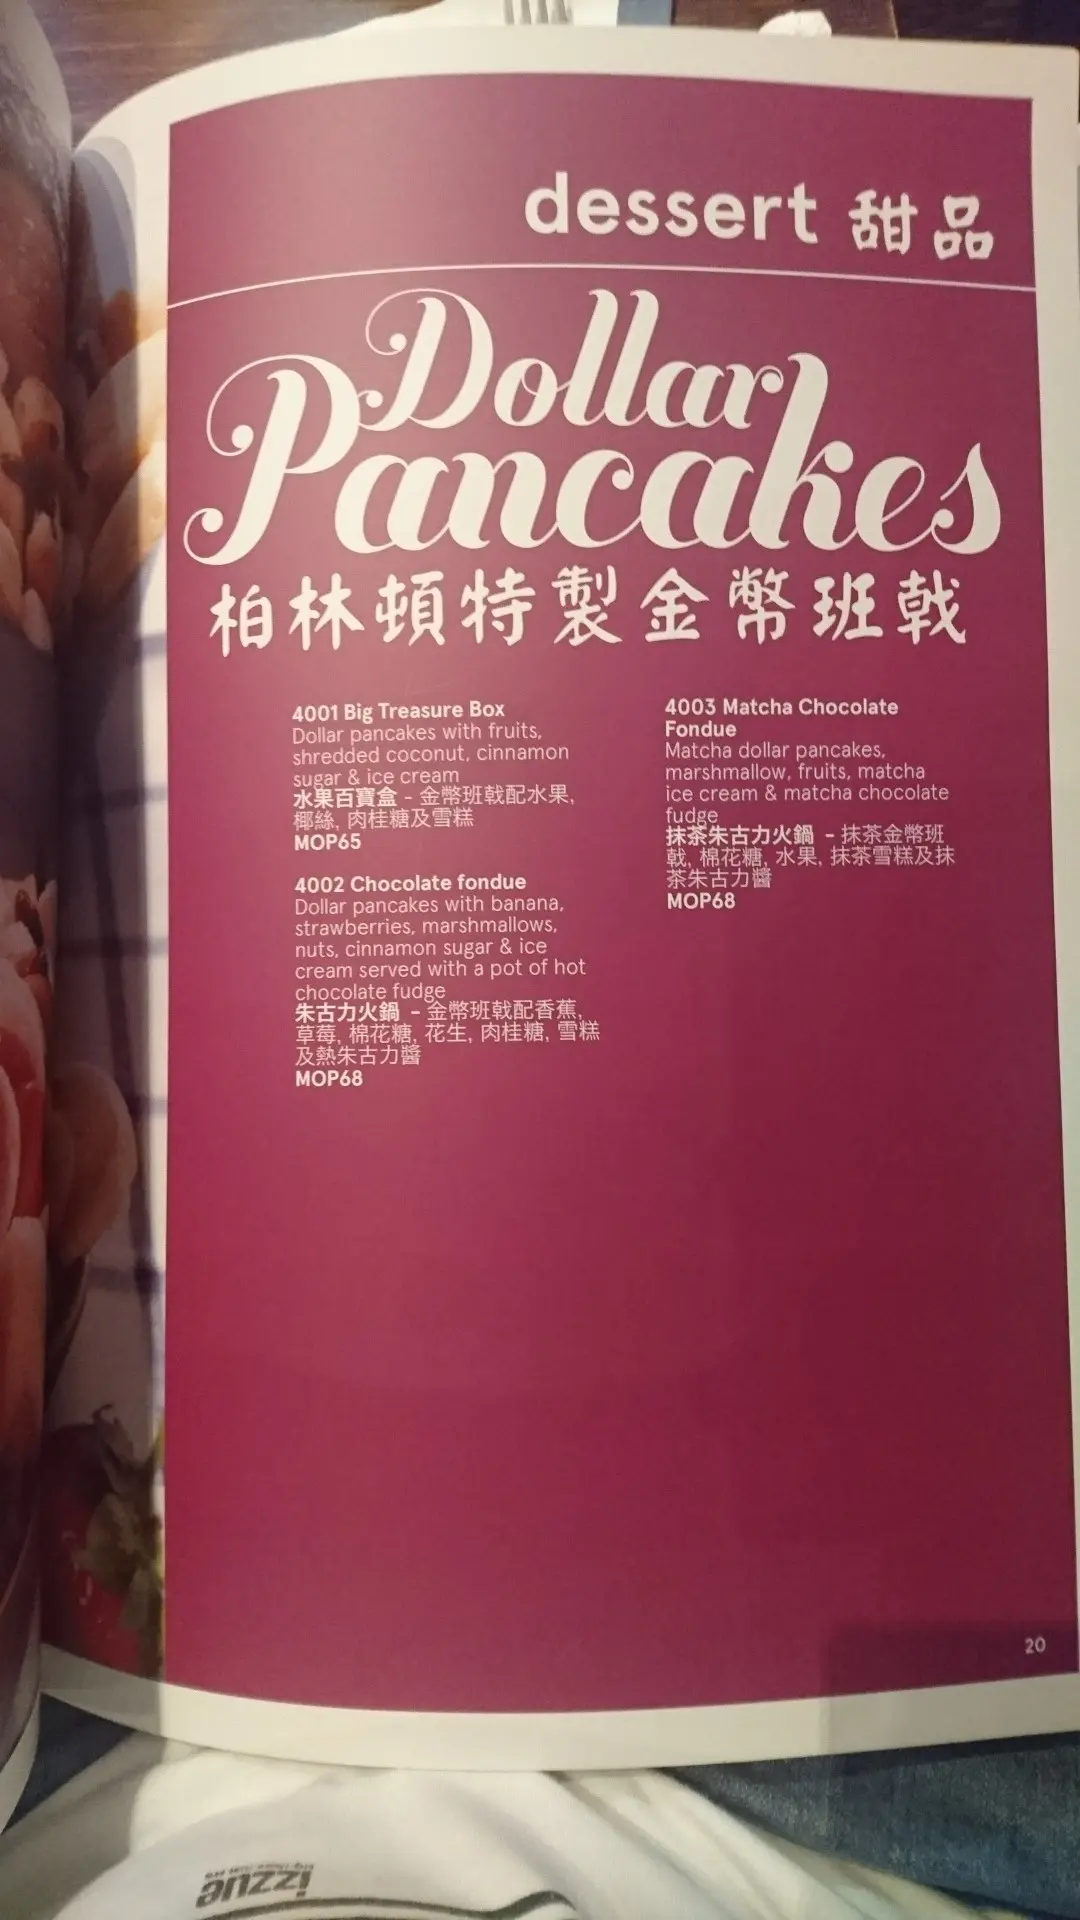 dessert 甜品
Dollar
Pancakes
柏林頓特製金幣班戟
4001 Big Treasure Box
Dollar pancakes with fruits,
shredded coconut, cinnamon
sugar & ice cream
水果百寶盒 - 金幣班戟配水果,
椰絲, 肉桂糖及雪糕
MOP65
4002 Chocolate fondue
Dollar pancakes with banana,
strawberries, marshmallows,
nuts, cinnamon sugar & ice
cream served with a pot of hot
chocolate fudge
朱古力火鍋 - 金幣班戟配香蕉,
草莓, 棉花糖, 花生, 肉桂糖, 雪糕
及熱朱古力醬
MOP68
4003 Matcha Chocolate
Fondue
Matcha dollar pancakes,
marshmallow, fruits, matcha
ice cream & matcha chocolate
fudge
抹茶朱古力火鍋 - 抹茶金幣班
戟, 棉花糖, 水果, 抹茶雪糕及抹
茶朱古力醬
MOP68
20
izzue